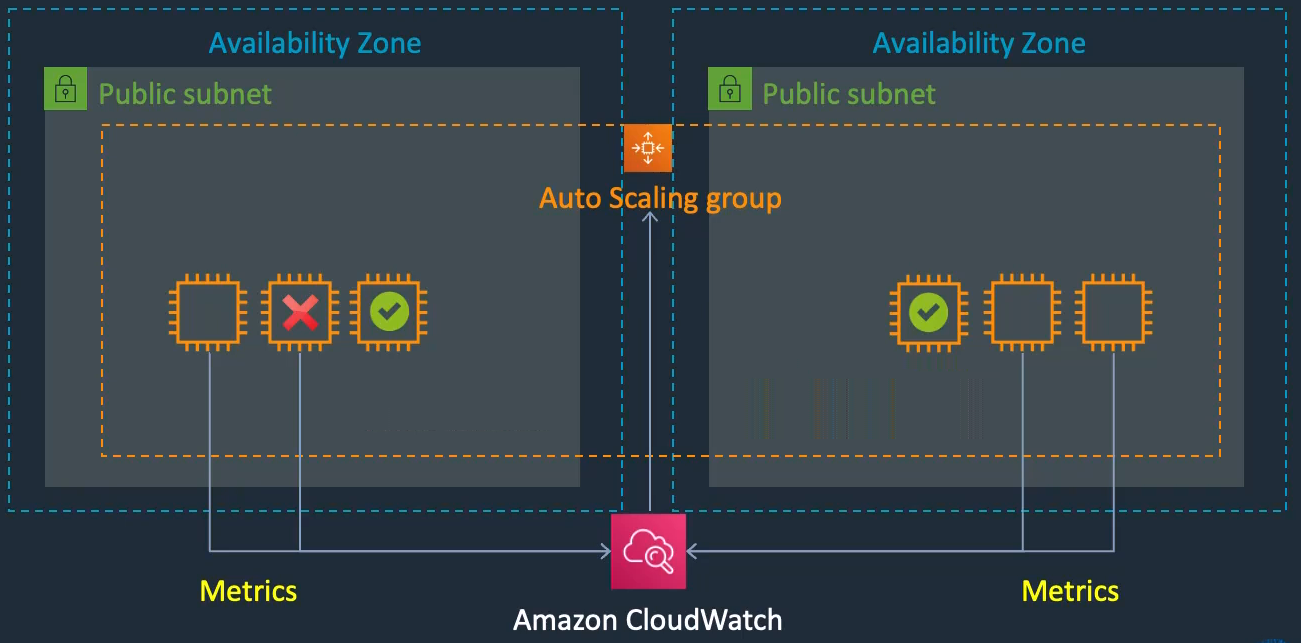 Availability Zone
Availability Zone
Public subnet
Public subnet
Auto Scaling group
Metrics
Metrics
Amazon CloudWatch